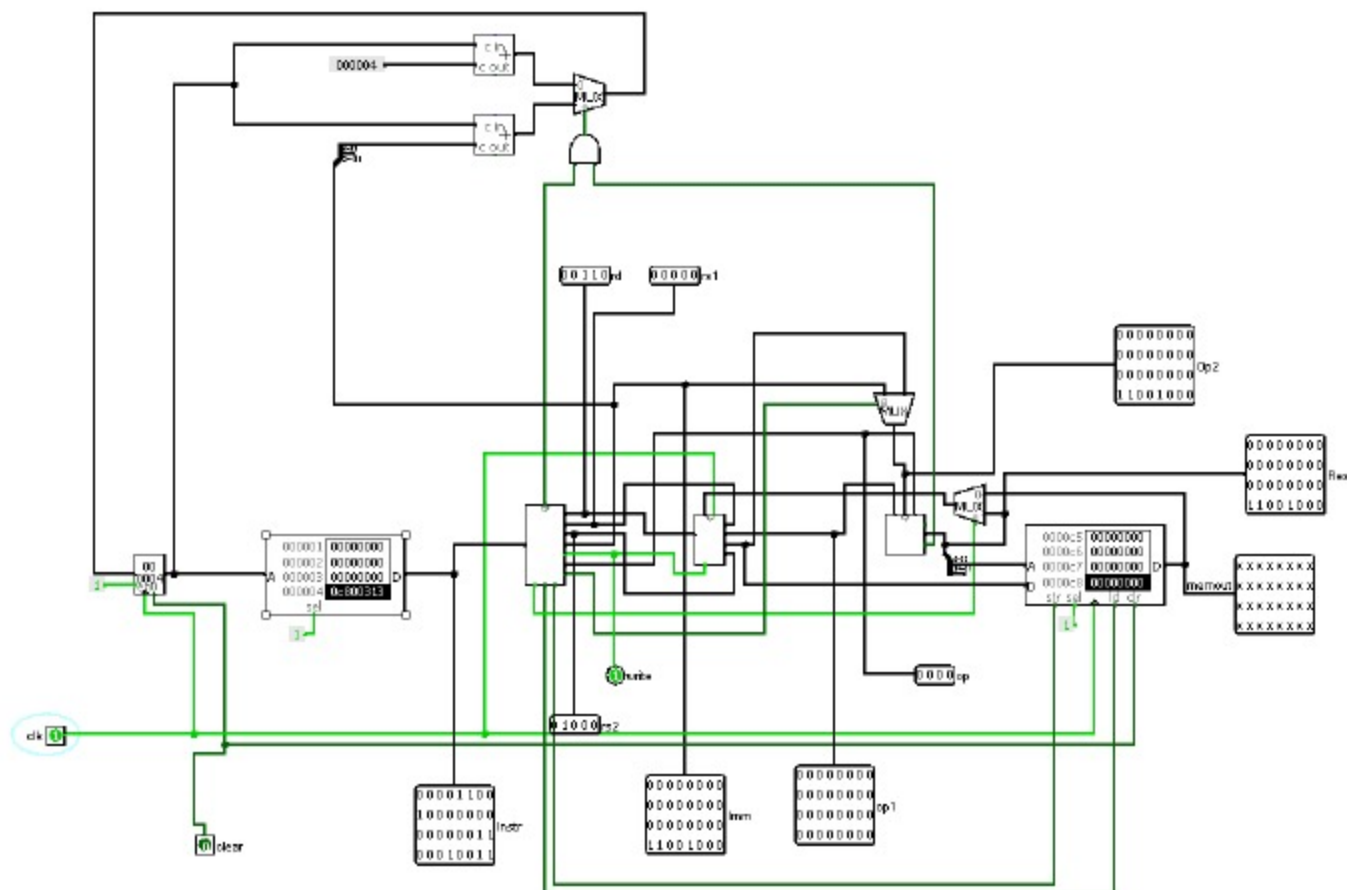 c in
+
c out
000004
MUX
c in
+
c out
00110 rd
00000 rs1
00000000
00000000
00000000
11001000
Op2
MUX
00000000
00000000
00000000
11001000
MUX
00
0004
1
000001 00000000
000002 00000000
000003 00000000
000004 0c800313
A
D
sel
1
0000c5 00000000
0000c6 00000000
0000c7 00000000
0000c8 00000000
A
D
D
str sel ld clr
1
memout
xxxxxxxx
xxxxxxxx
xxxxxxxx
xxxxxxxx
0000 op
01000 rs2
clk
00001100
10000000
00000011
00010011
Instr
00000000
00000000
00000000
11001000
Imm
00000000
00000000
00000000
00000000
op1
clear